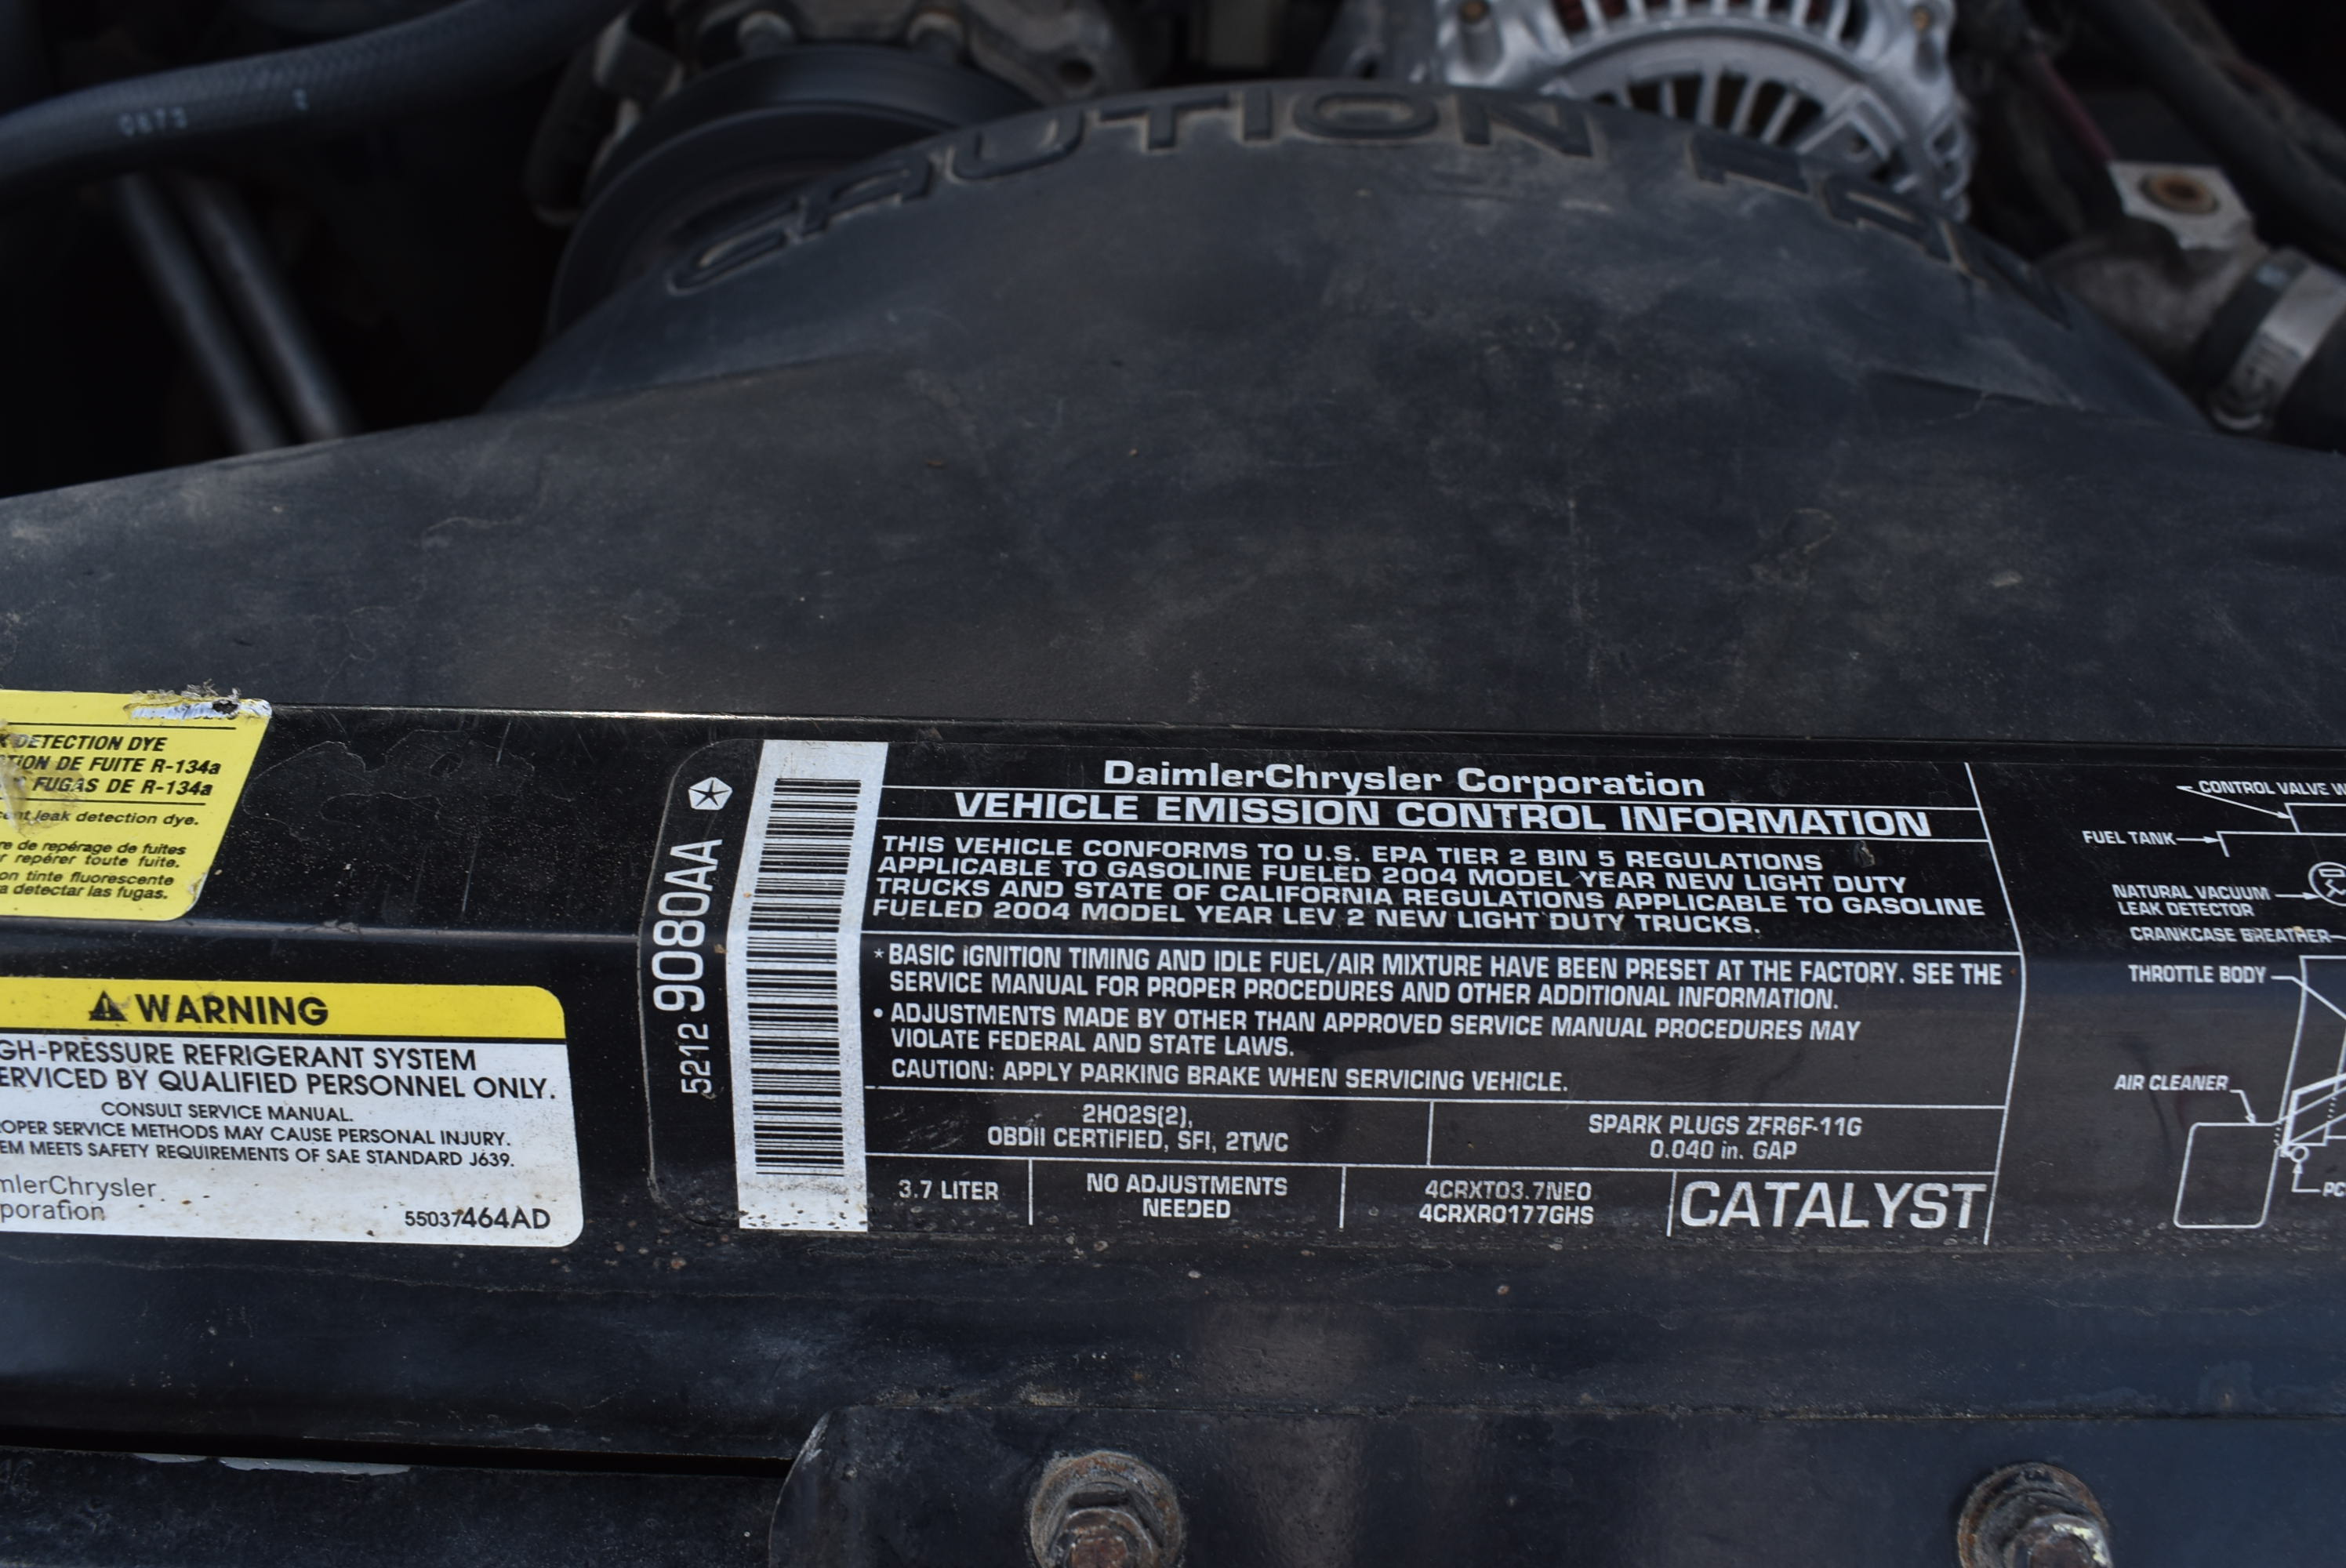 0873
CAUTION FA
K DETECTION DYE
TION DE FUITE R-134a
FUGAS DE R-134a
leak detection dye.
re de repérage de fuites
r repérer toute fuite.
on tinte fluorescente
a detectar las fugas.
WARNING
GH-PRESSURE REFRIGERANT SYSTEM
ERVICED BY QUALIFIED PERSONNEL ONLY.
CONSULT SERVICE MANUAL.
ROPER SERVICE METHODS MAY CAUSE PERSONAL INJURY.
EM MEETS SAFETY REQUIREMENTS OF SAE STANDARD J639.
mlerChrysler
poration
55037464AD
5212 9080AA
DaimlerChrysler Corporation
VEHICLE EMISSION CONTROL INFORMATION
THIS VEHICLE CONFORMS TO U.S. EPA TIER 2 BIN 5 REGULATIONS
APPLICABLE TO GASOLINE FUELED 2004 MODEL YEAR NEW LIGHT DUTY
TRUCKS AND STATE OF CALIFORNIA REGULATIONS APPLICABLE TO GASOLINE
FUELED 2004 MODEL YEAR LEV 2 NEW LIGHT DUTY TRUCKS.
* BASIC IGNITION TIMING AND IDLE FUEL/AIR MIXTURE HAVE BEEN PRESET AT THE FACTORY. SEE THE
SERVICE MANUAL FOR PROPER PROCEDURES AND OTHER ADDITIONAL INFORMATION.
• ADJUSTMENTS MADE BY OTHER THAN APPROVED SERVICE MANUAL PROCEDURES MAY
VIOLATE FEDERAL AND STATE LAWS.
CAUTION: APPLY PARKING BRAKE WHEN SERVICING VEHICLE.
2HO2S(2),
OBDII CERTIFIED, SFI, 2TWC
SPARK PLUGS ZFR6F-11G
0.040 in. GAP
3.7 LITER
NO ADJUSTMENTS
NEEDED
4CRXT03.7NE0
4CRXR0177GHS
CATALYST
CONTROL VALVE W
FUEL TANK
NATURAL VACUUM
LEAK DETECTOR
CRANKCASE BREATHER
THROTTLE BODY
AIR CLEANER
PC